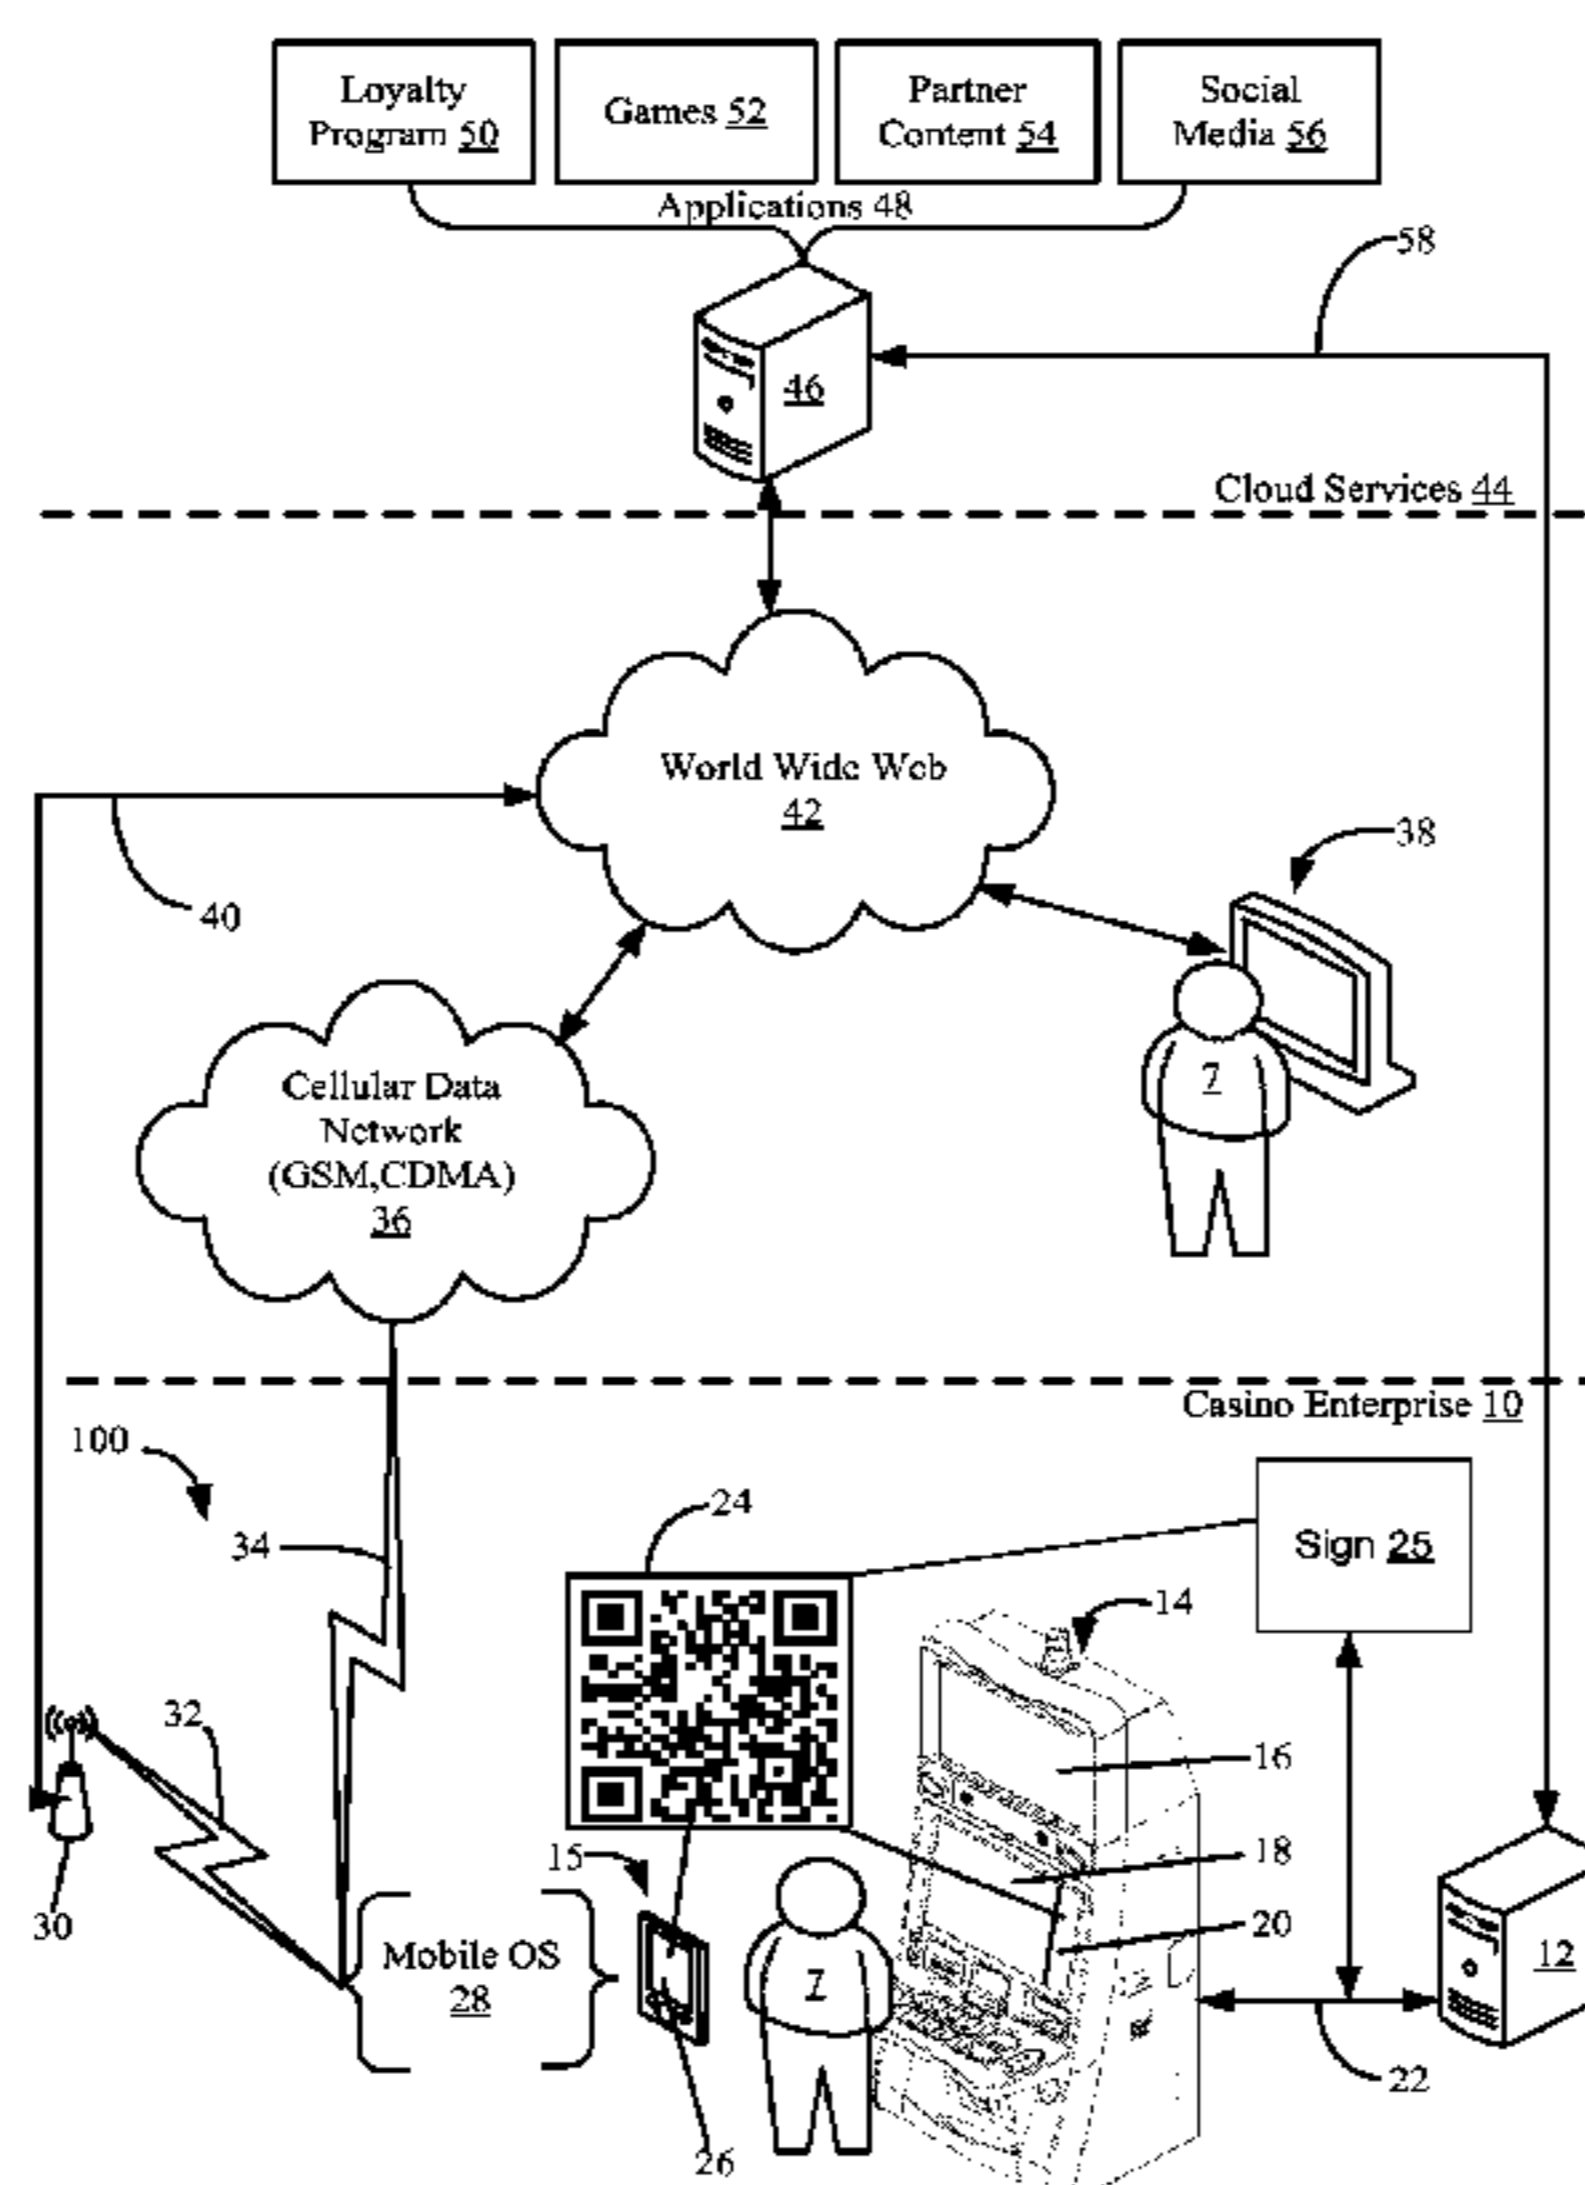 Loyalty
Program 50
Games 52
Partner
Content 54
Social
Media 56
Applications 48
58
46
Cloud Services 44
World Wide Web
42
38
40
7
Cellular Data
Network
(GSM,CDMA)
36
Casino Enterprise 10
100
24
34
Sign 25
14
32
16
15
18
30
20
Mobile OS
28
7
12
22
26